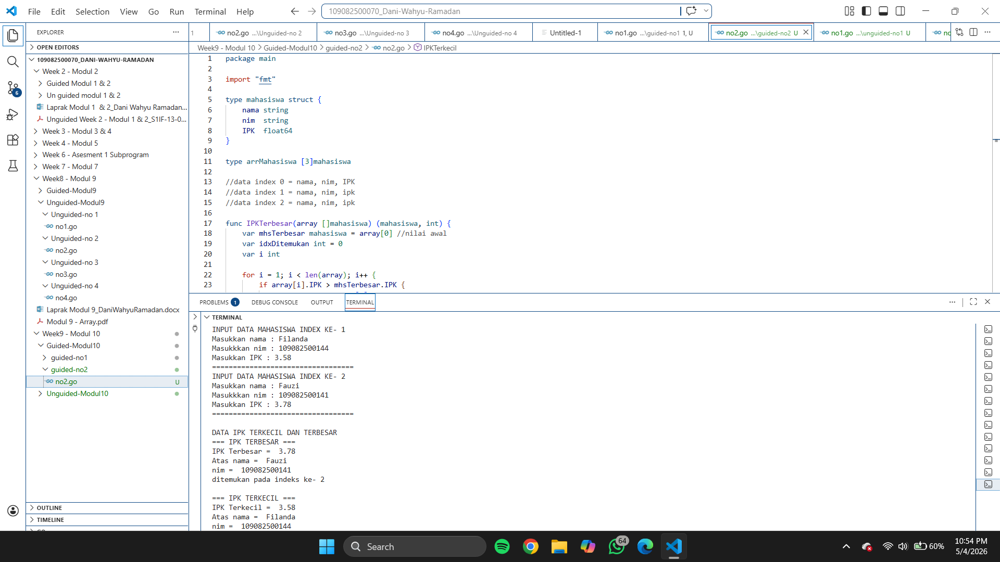 File Edit Selection View Go Run Terminal Help
109082500070_Dani-Wahyu-Ramadan
EXPLORER
1
no2.go ...\Unguided-no 2
no3.go ...\Unguided-no 3
no4.go ...\Unguided-no 4
Untitled-1
no1.go ...\guided-no1 1, U
no2.go ...\guided-no2 U
no1.go ...\unguided-no1 U
Week9 - Modul 10 > Guided-Modul10 > guided-no2 > no2.go > IPKTerkecil
OPEN EDITORS
109082500070_DANI-WAHYU-RAMADAN
Week 2 - Modul 2
Guided Modul 1 & 2
Un guided modul 1 & 2
Laprak Modul 1 & 2_Dani Wahyu Ramadan...
Unguided Week 2 - Modul 1 & 2_S1IF-13-0...
Week 3 - Modul 3 & 4
Week 4 - Modul 5
Week 6 - Asesment 1 Subprogram
Week 7 - Modul 7
Week8 - Modul 9
Guided-Modul9
Unguided-Modul9
Unguided-no 1
no1.go
Unguided-no 2
no2.go
Unguided-no 3
no3.go
Unguided-no 4
no4.go
Laprak Modul 9_DaniWahyuRamadan.docx
Modul 9 - Array.pdf
Week9 - Modul 10
Guided-Modul10
guided-no1
guided-no2
no2.go U
Unguided-Modul10
OUTLINE
TIMELINE
6
1 package main
2
3 import "fmt"
4
5 type mahasiswa struct {
6 nama string
7 nim string
8 IPK float64
9 }
10
11 type arrMahasiswa [3]mahasiswa
12
13 //data index 0 = nama, nim, IPK
14 //data index 1 = nama, nim, ipk
15 //data index 2 = nama, nim, ipk
16
17 func IPKTerbesar(array []mahasiswa) (mahasiswa, int) {
18 var mhsTerbesar mahasiswa = array[0] //nilai awal
19 var idxDitemukan int = 0
20 var i int
21
22 for i = 1; i < len(array); i++ {
23 if array[i].IPK > mhsTerbesar.IPK {
PROBLEMS 1 DEBUG CONSOLE OUTPUT TERMINAL
TERMINAL
INPUT DATA MAHASISWA INDEX KE- 1
Masukkan nama : Filanda
Masukkkan nim : 109082500144
Masukkan IPK : 3.58
==================================
INPUT DATA MAHASISWA INDEX KE- 2
Masukkan nama : Fauzi
Masukkkan nim : 109082500141
Masukkan IPK : 3.78
==================================
DATA IPK TERKECIL DAN TERBESAR
=== IPK TERBESAR ===
IPK Terbesar =  3.78
Atas nama =  Fauzi
nim =  109082500141
ditemukan pada indeks ke- 2
=== IPK TERKECIL ===
IPK Terkecil =  3.58
Atas nama =  Filanda
nim =  109082500144
Search
64
60%
10:54 PM
5/4/2026